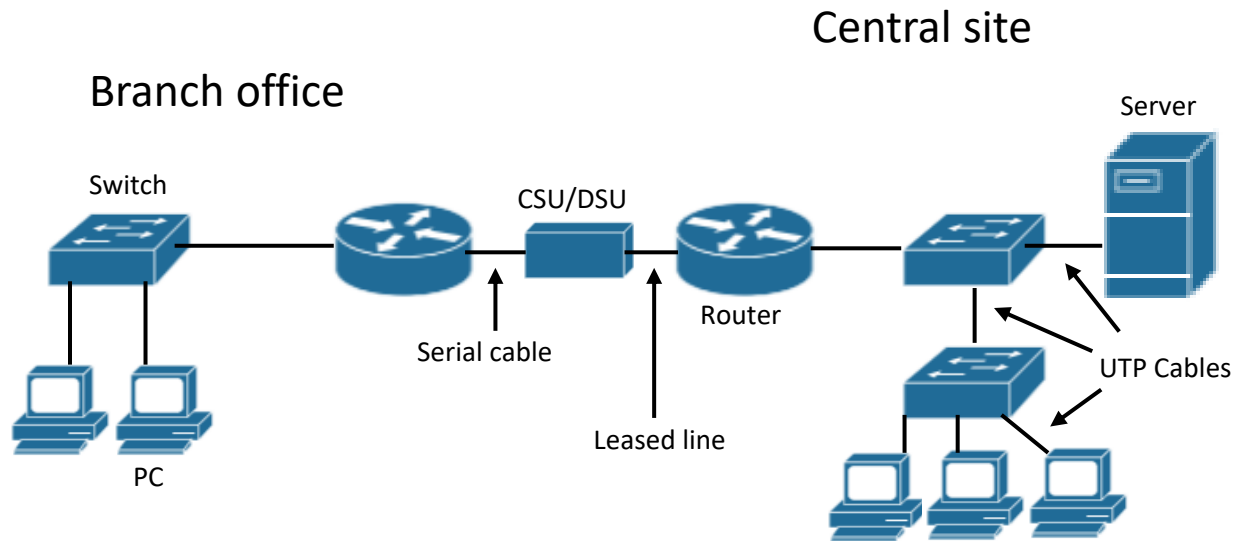 Central site
Branch office
Server
Switch
CSU/DSU
Router
Serial cable
UTP Cables
Leased line
PC